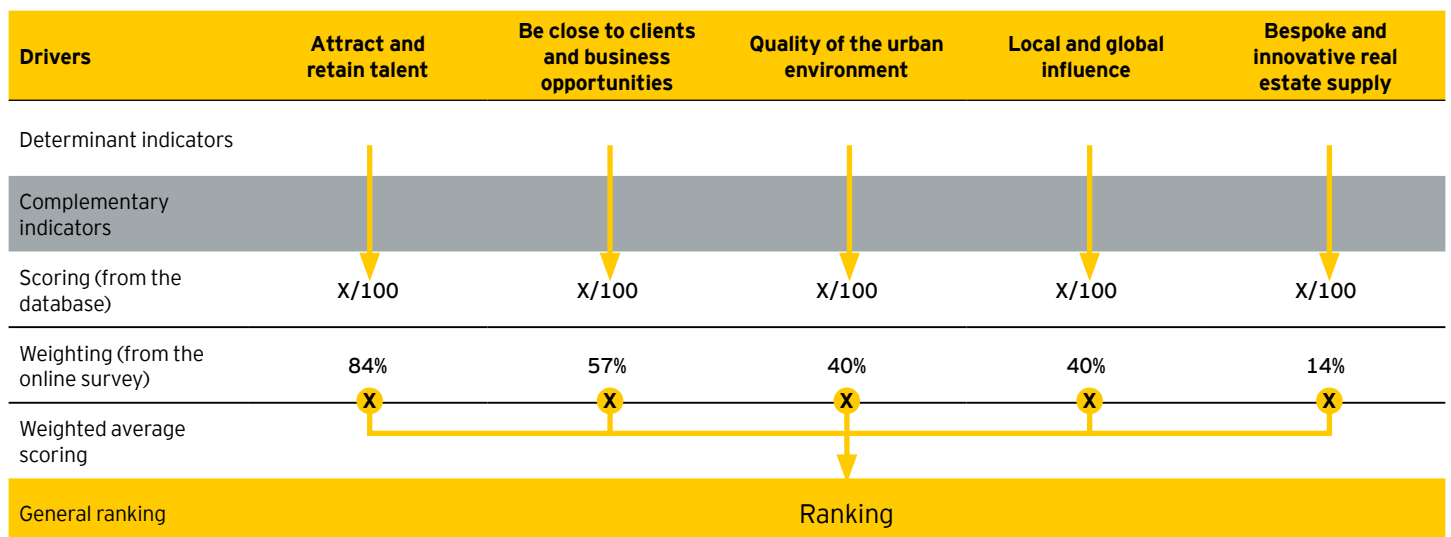 Drivers
Attract and
retain talent
Be close to clients
and business
opportunities
Quality of the urban
environment
Local and global
influence
Bespoke and
innovative real
estate supply
Determinant indicators
Complementary
indicators
Scoring (from the
database)
X/100
X/100
X/100
X/100
X/100
Weighting (from the
online survey)
84%
57%
40%
40%
14%
X
X
X
X
X
Weighted average
scoring
General ranking
Ranking